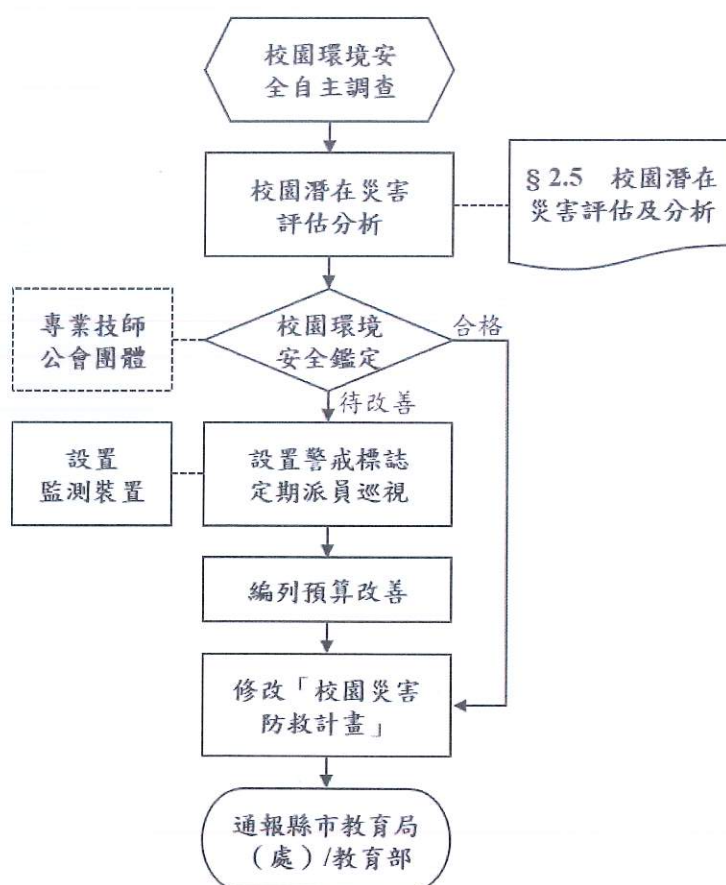 校園環境安
全自主調查
校園潛在災害
評估分析
§ 2.5 校園潛在
災害評估及分析
專業技師
公會團體
校園環境
安全鑑定
合格
待改善
設置
監測裝置
設置警戒標誌
定期派員巡視
編列預算改善
修改「校園災害
防救計畫」
通報縣市教育局
（處）/教育部